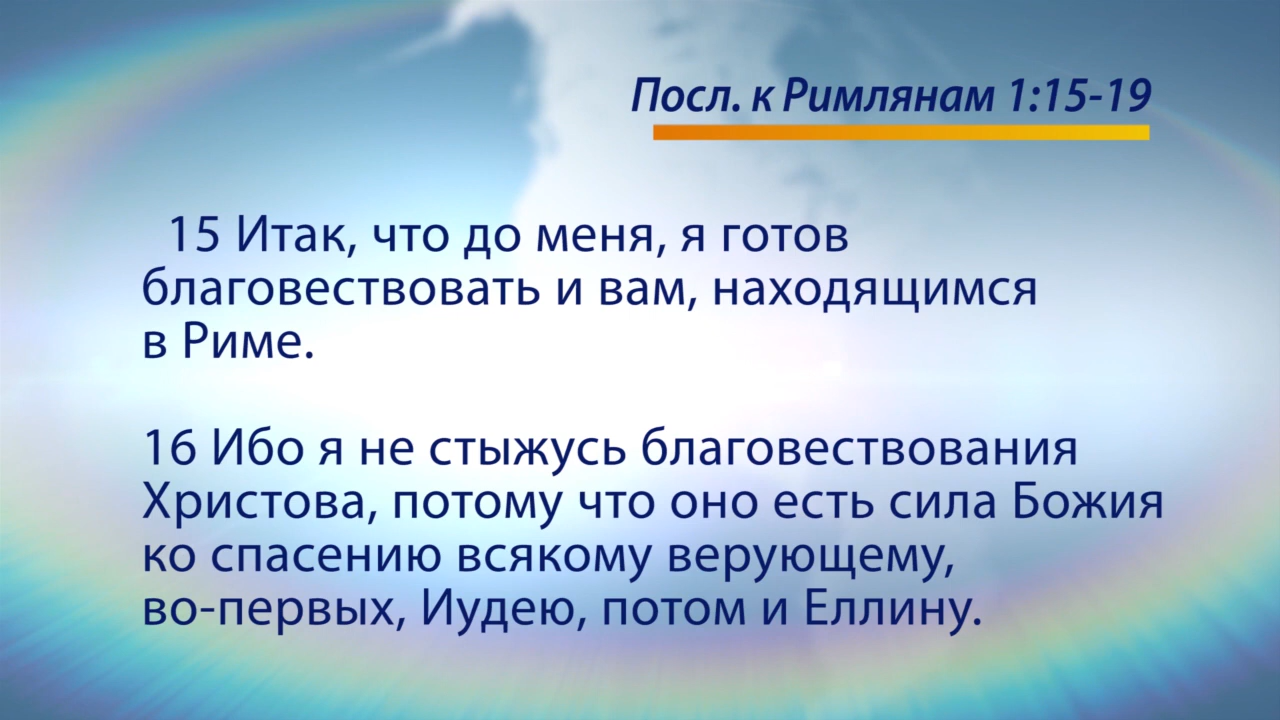 Посл. к Римлянам 1:15-19
15 Итак, что до меня, я готов
благовествовать и вам, находящимся
в Риме.
16 Ибо я не стыжусь благовествования
Христова, потому что оно есть сила Божия
ко спасению всякому верующему,
во-первых, Иудею, потом и Еллину.